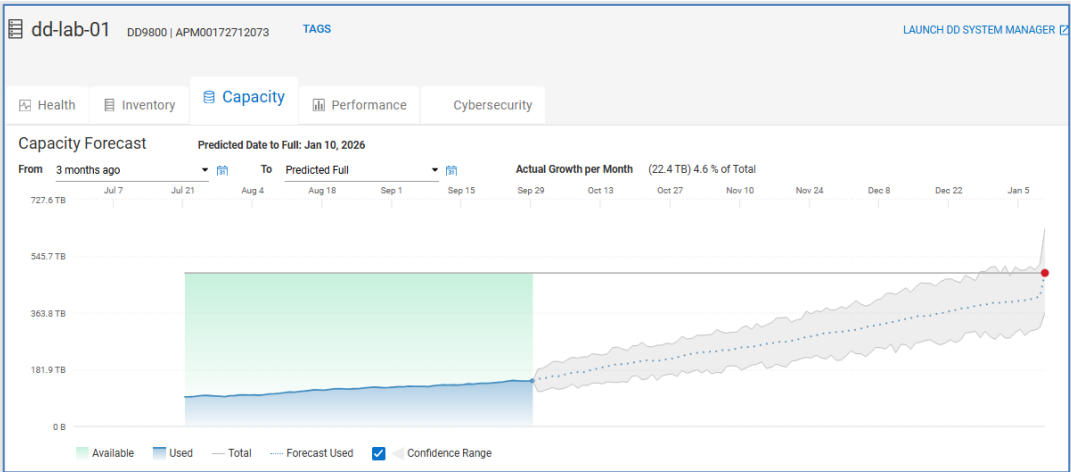 dd-lab-01 DD9800 | APM00172712073 TAGS LAUNCH DD SYSTEM MANAGER
Health Inventory Capacity Performance Cybersecurity
Capacity Forecast Predicted Date to Full: Jan 10, 2026
From 3 months ago To Predicted Full Actual Growth per Month (22.4 TB) 4.6 % of Total
Jul 7 Jul 21 Aug 4 Aug 18 Sep 1 Sep 15 Sep 29 Oct 13 Oct 27 Nov 10 Nov 24 Dec 8 Dec 22 Jan 5
727.6 TB
545.7 TB
363.8 TB
181.9 TB
0 B
Available Used Total Forecast Used Confidence Range